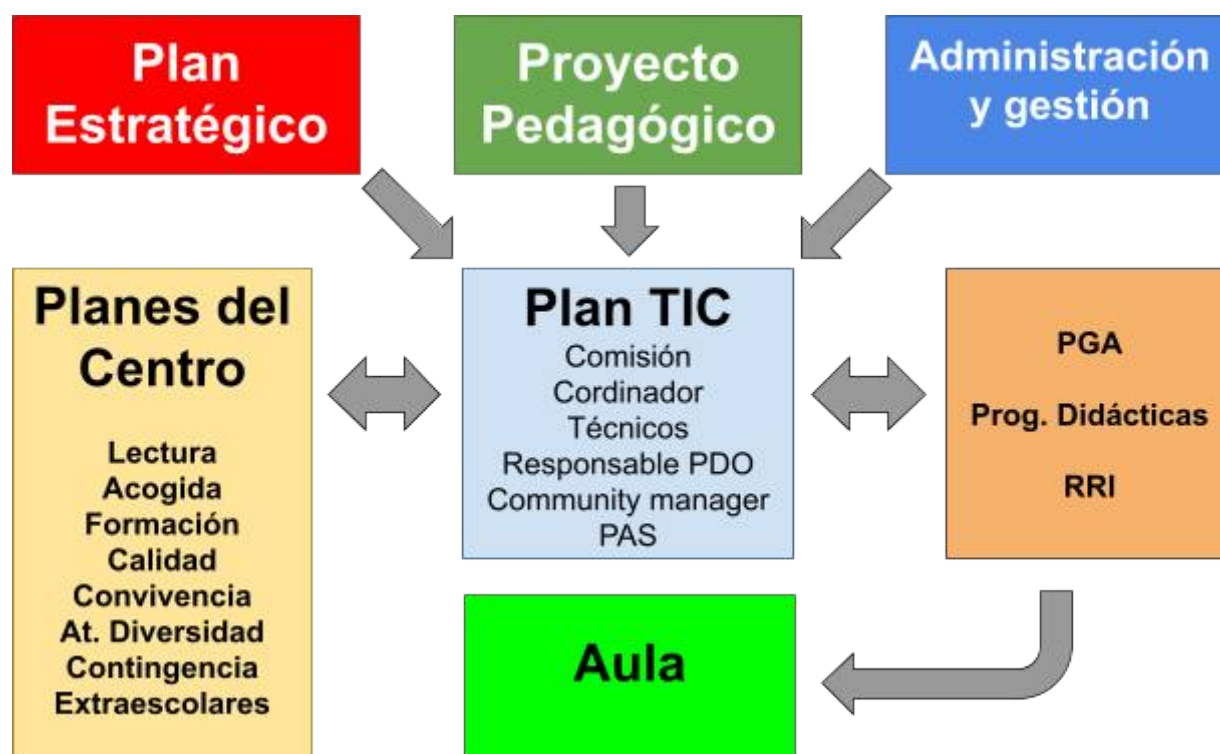 Plan
Estratégico
Proyecto
Pedagógico
Administración
y gestión
Planes del
Centro
Lectura
Acogida
Formación
Calidad
Convivencia
At. Diversidad
Contingencia
Extraescolares
Plan TIC
Comisión
Cordinador
Técnicos
Responsable PDO
Community manager
PAS
PGA
Prog. Didácticas
RRI
Aula